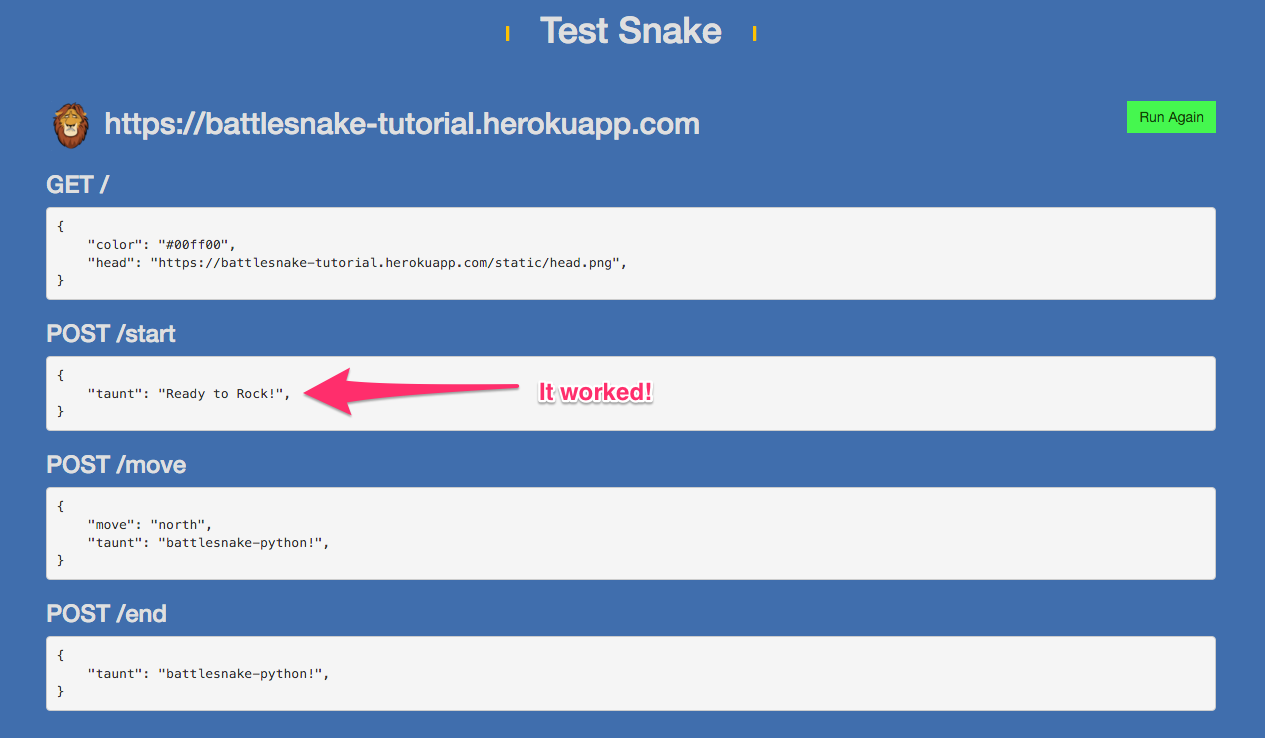 Test Snake
https://battlesnake-tutorial.herokuapp.com
Run Again
GET /
{
    "color": "#00ff00",
    "head": "https://battlesnake-tutorial.herokuapp.com/static/head.png",
}
POST /start
{
    "taunt": "Ready to Rock!",
It worked!
}
POST /move
{
    "move": "north",
    "taunt": "battlesnake-python!",
}
POST /end
{
    "taunt": "battlesnake-python!",
}